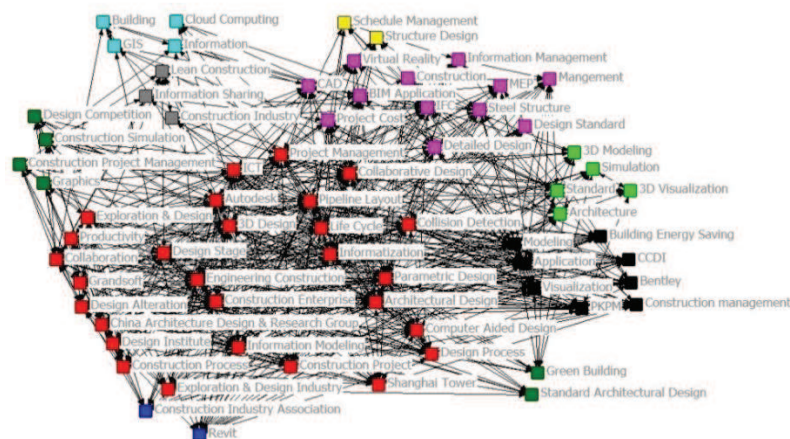 Building
Cloud Computing
Schedule Management
Structure Design
GIS
Information
Virtual Reality
Information Management
Lean Construction
Construction
Mangement
CAD
MEP
Information Sharing
BIM Application
IFC
Steel Structure
Design Competition
Construction Industry
Project Cost
Design Standard
Construction Simulation
Detailed Design
3D Modeling
Project Management
Construction Project Management
ICT
Collaborative Design
Simulation
Graphics
Standard
3D Visualization
Autodesk
Pipeline Layout
Exploration & Design
Architecture
3D Design
Life Cycle
Collision Detection
Productivity
Modeling
Building Energy Saving
Collaboration
Design Stage
Informatization
Application
CCDI
Grandsoft
Engineering Construction
Parametric Design
Visualization
Bentley
Design Alteration
Construction Enterprise
Architectural Design
PKPM
Construction management
China Architecture Design & Research Group
Computer Aided Design
Design Institute
Information Modeling
Design Process
Construction Process
Construction Project
Green Building
Exploration & Design Industry
Shanghai Tower
Standard Architectural Design
Construction Industry Association
Revit